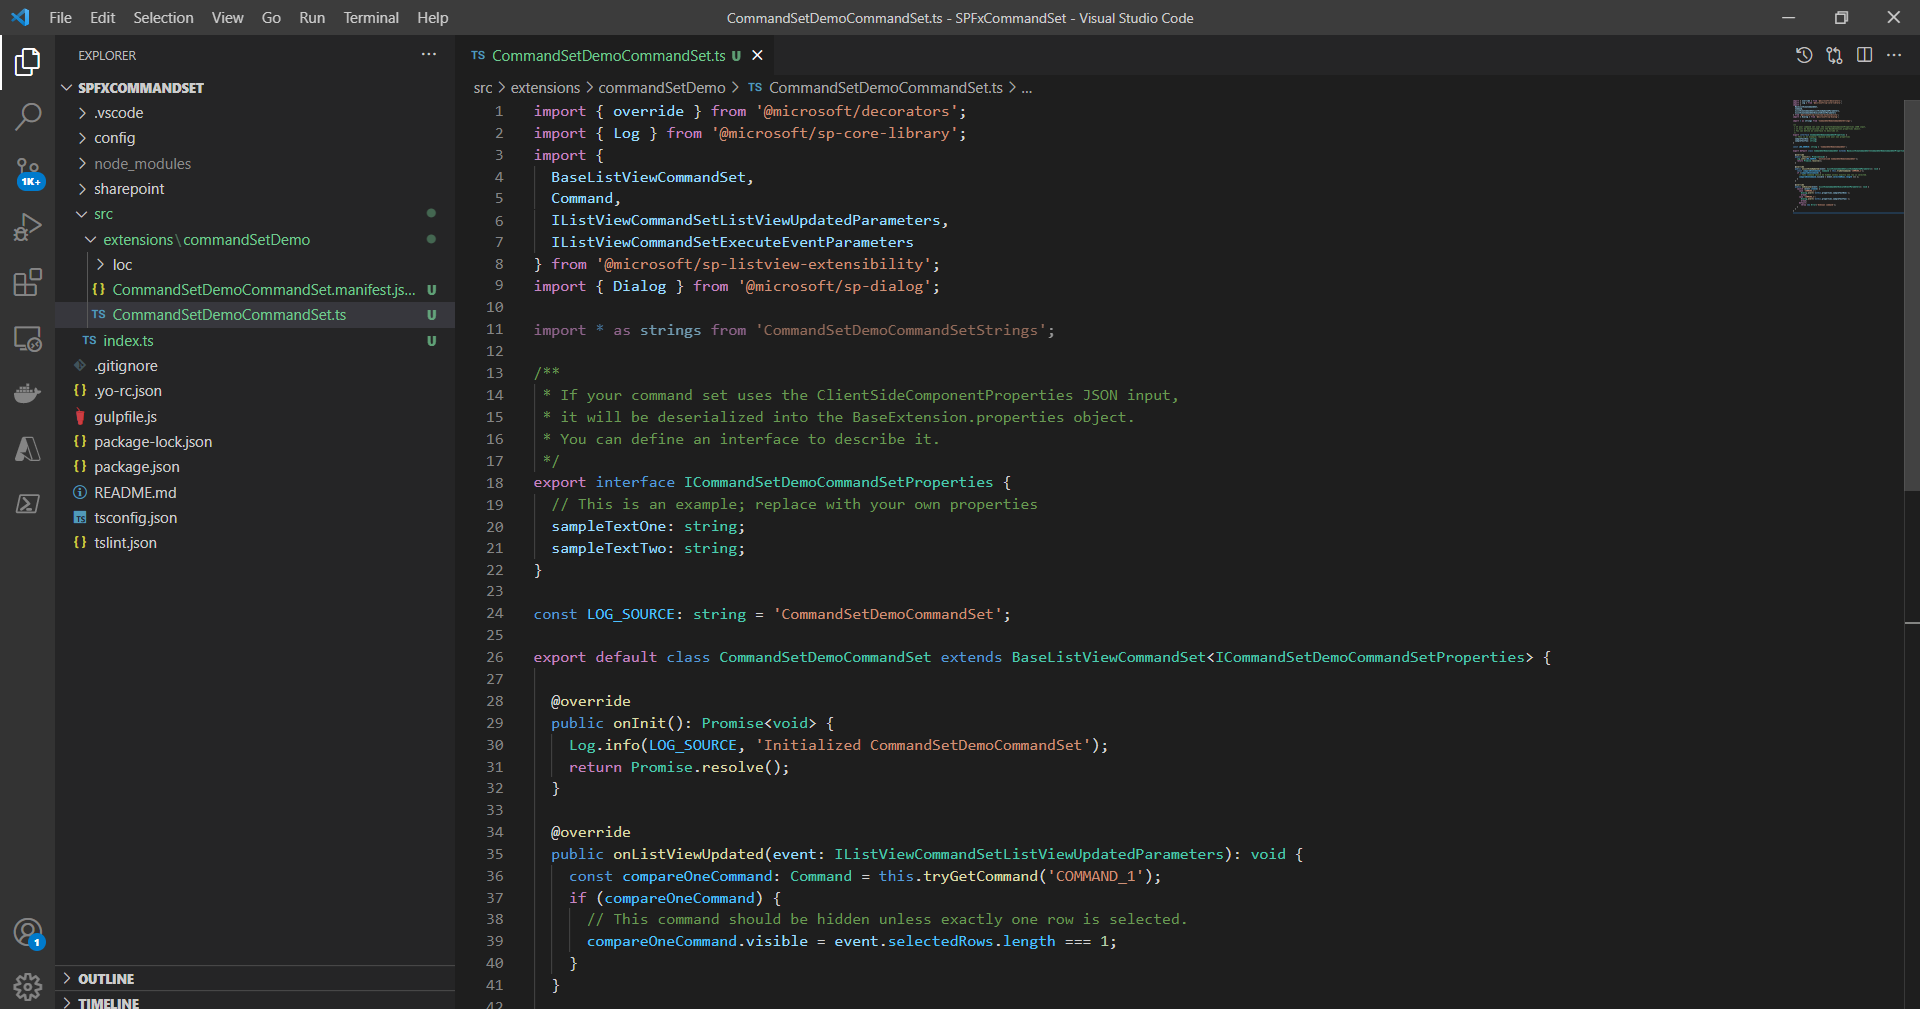 File Edit Selection View Go Run Terminal Help
CommandSetDemoCommandSet.ts - SPFxCommandSet - Visual Studio Code
EXPLORER
SPFXCOMMANDSET
.vscode
config
node_modules
sharepoint
src
extensions\commandSetDemo
loc
{} CommandSetDemoCommandSet.manifest.js... U
TS CommandSetDemoCommandSet.ts U
TS index.ts U
.gitignore
{} .yo-rc.json
gulpfile.js
{} package-lock.json
{} package.json
README.md
TS tsconfig.json
{} tslint.json
OUTLINE
TIMELINE
1K+
1
TS CommandSetDemoCommandSet.ts U
src > extensions > commandSetDemo > TS CommandSetDemoCommandSet.ts > ...
1 import { override } from '@microsoft/decorators';
2 import { Log } from '@microsoft/sp-core-library';
3 import {
4 BaseListViewCommandSet,
5 Command,
6 IListViewCommandSetListViewUpdatedParameters,
7 IListViewCommandSetExecuteEventParameters
8 } from '@microsoft/sp-listview-extensibility';
9 import { Dialog } from '@microsoft/sp-dialog';
10
11 import * as strings from 'CommandSetDemoCommandSetStrings';
12
13 /**
14 * If your command set uses the ClientSideComponentProperties JSON input,
15 * it will be deserialized into the BaseExtension.properties object.
16 * You can define an interface to describe it.
17 */
18 export interface ICommandSetDemoCommandSetProperties {
19 // This is an example; replace with your own properties
20 sampleTextOne: string;
21 sampleTextTwo: string;
22 }
23
24 const LOG_SOURCE: string = 'CommandSetDemoCommandSet';
25
26 export default class CommandSetDemoCommandSet extends BaseListViewCommandSet<ICommandSetDemoCommandSetProperties> {
27
28 @override
29 public onInit(): Promise<void> {
30 Log.info(LOG_SOURCE, 'Initialized CommandSetDemoCommandSet');
31 return Promise.resolve();
32 }
33
34 @override
35 public onListViewUpdated(event: IListViewCommandSetListViewUpdatedParameters): void {
36 const compareOneCommand: Command = this.tryGetCommand('COMMAND_1');
37 if (compareOneCommand) {
38 // This command should be hidden unless exactly one row is selected.
39 compareOneCommand.visible = event.selectedRows.length === 1;
40 }
41 }
42